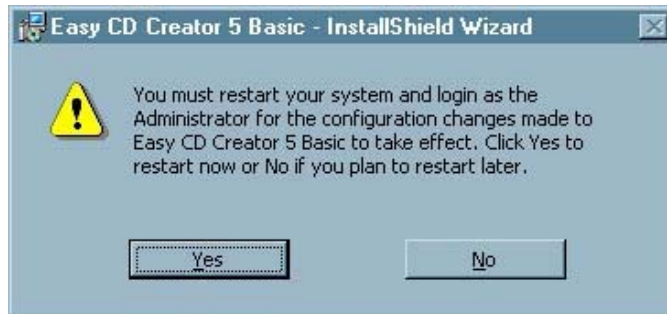 Easy CD Creator 5 Basic - InstallShield Wizard
You must restart your system and login as the
Administrator for the configuration changes made to
Easy CD Creator 5 Basic to take effect. Click Yes to
restart now or No if you plan to restart later.
Yes
No